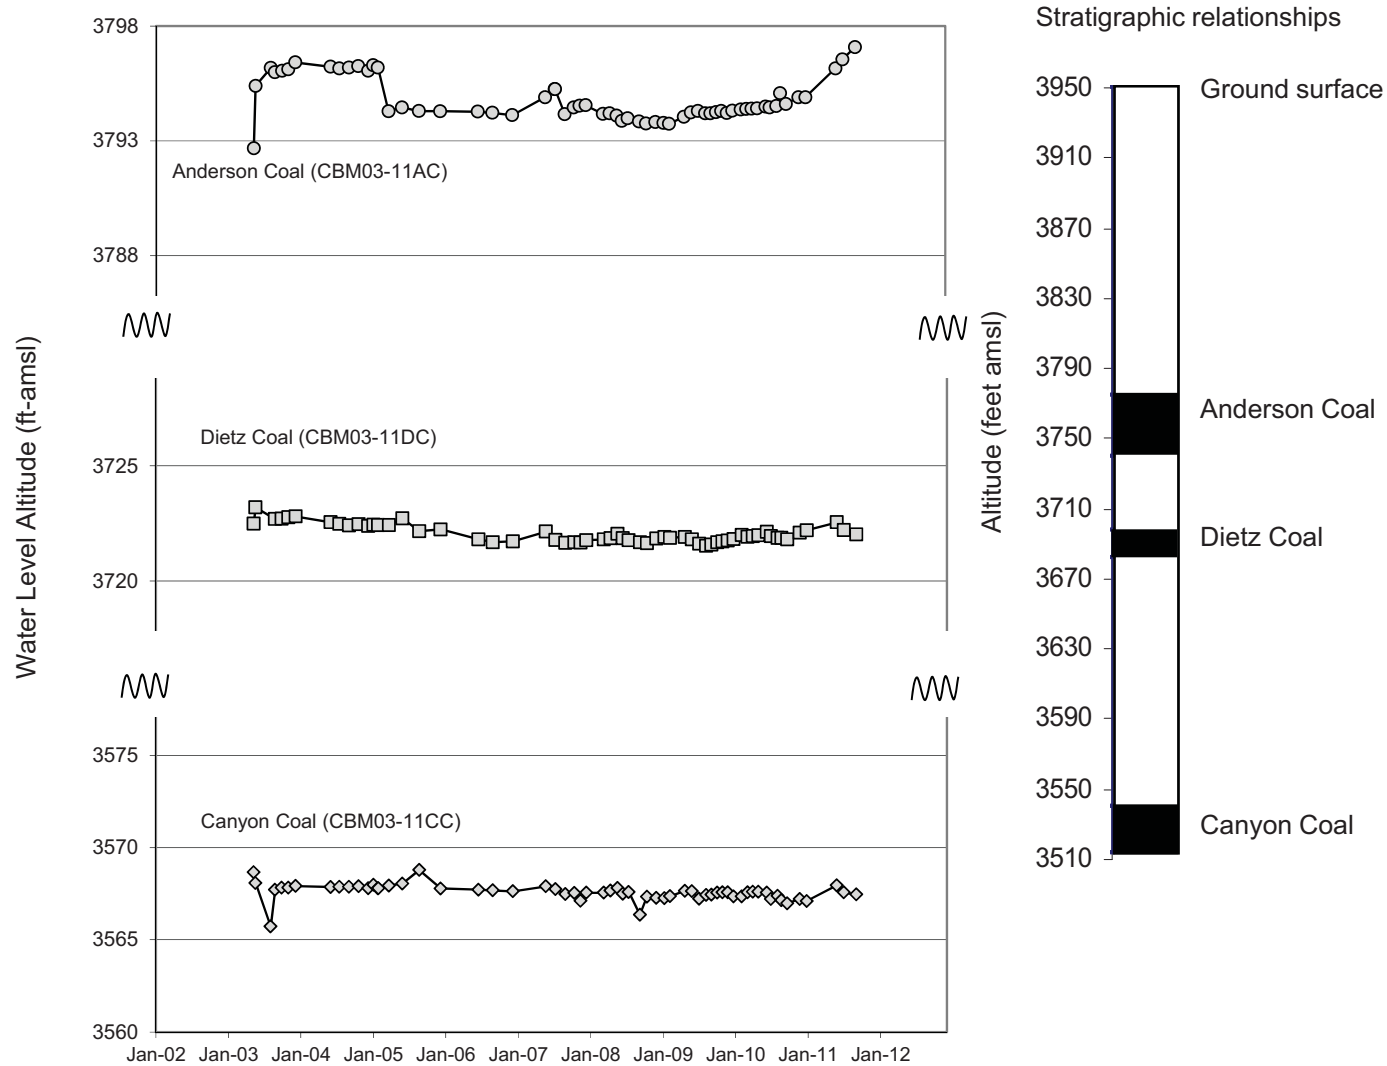 Stratigraphic relationships
3798
3793
Anderson Coal (CBM03-11AC)
3788
Water Level Altitude (ft-amsl)
Dietz Coal (CBM03-11DC)
3725
3720
3575
Canyon Coal (CBM03-11CC)
3570
3565
3560
Jan-02 Jan-03 Jan-04 Jan-05 Jan-06 Jan-07 Jan-08 Jan-09 Jan-10 Jan-11 Jan-12
Altitude (feet amsl)
3950
Ground surface
3910
3870
3830
3790
Anderson Coal
3750
3710
Dietz Coal
3670
3630
3590
3550
Canyon Coal
3510